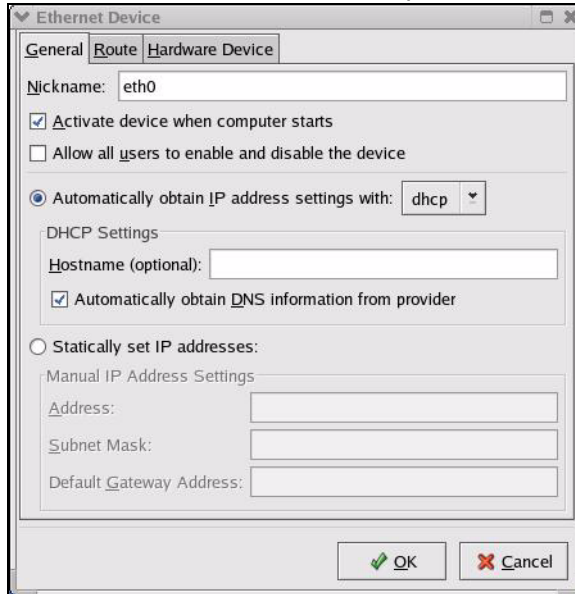 Ethernet Device
General Route Hardware Device
Nickname: eth0
Activate device when computer starts
Allow all users to enable and disable the device
Automatically obtain IP address settings with: dhcp
DHCP Settings
Hostname (optional):
Automatically obtain DNS information from provider
Statically set IP addresses:
Manual IP Address Settings
Address:
Subnet Mask:
Default Gateway Address:
OK Cancel